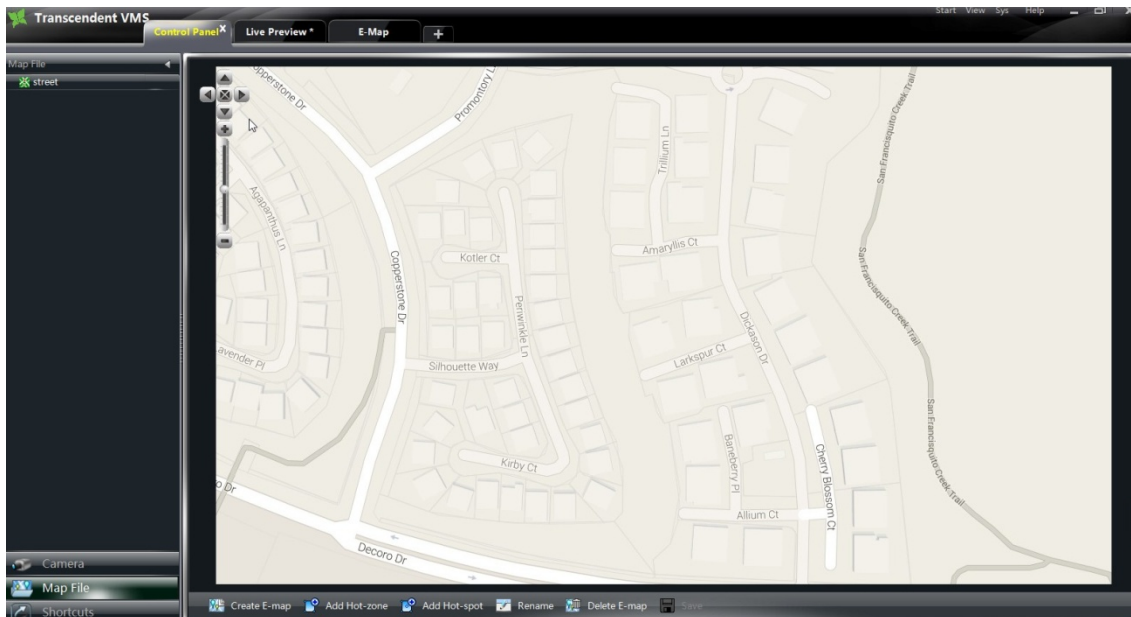 Transcendent VMS
Start View Sys Help
Control Panel X
Live Preview *
E-Map
+
Map File
street
Copperstone Dr
Promontory L
San Francisquito Creek Trail
Trillium Ln
Agapanthus Ln
Amaryllis Ct
Kotler Ct
Copperstone Dr
San Francisquito Creek Trail
Periwinkle Ln
Dickason Dr
avender Pl
Larkspur Ct
Silhouette Way
San Francisquito Creek Trail
Baneberry Pl
Cherry Blossom Ct
Kirby Ct
o Dr
Allium Ct
Decoro Dr
Camera
Map File
Shortcuts
Create E-map
Add Hot-zone
Add Hot-spot
Rename
Delete E-map
Save